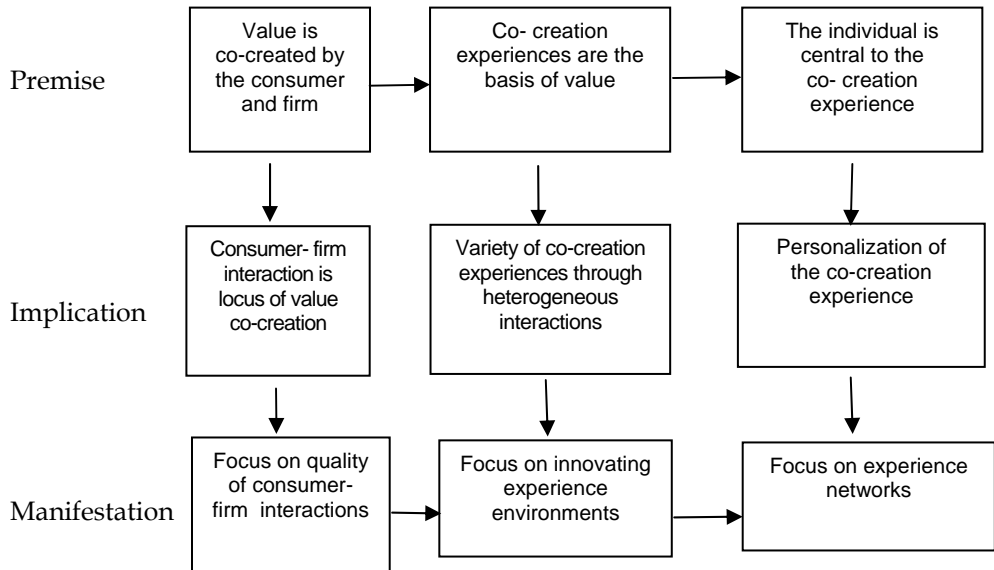 Premise
Value is
co-created by
the consumer
and firm
Co- creation
experiences are the
basis of value
The individual is
central to the
co- creation
experience
Implication
Consumer- firm
interaction is
locus of value
co-creation
Variety of co-creation
experiences through
heterogeneous
interactions
Personalization of
the co-creation
experience
Manifestation
Focus on quality
of consumer-
firm interactions
Focus on innovating
experience
environments
Focus on experience
networks